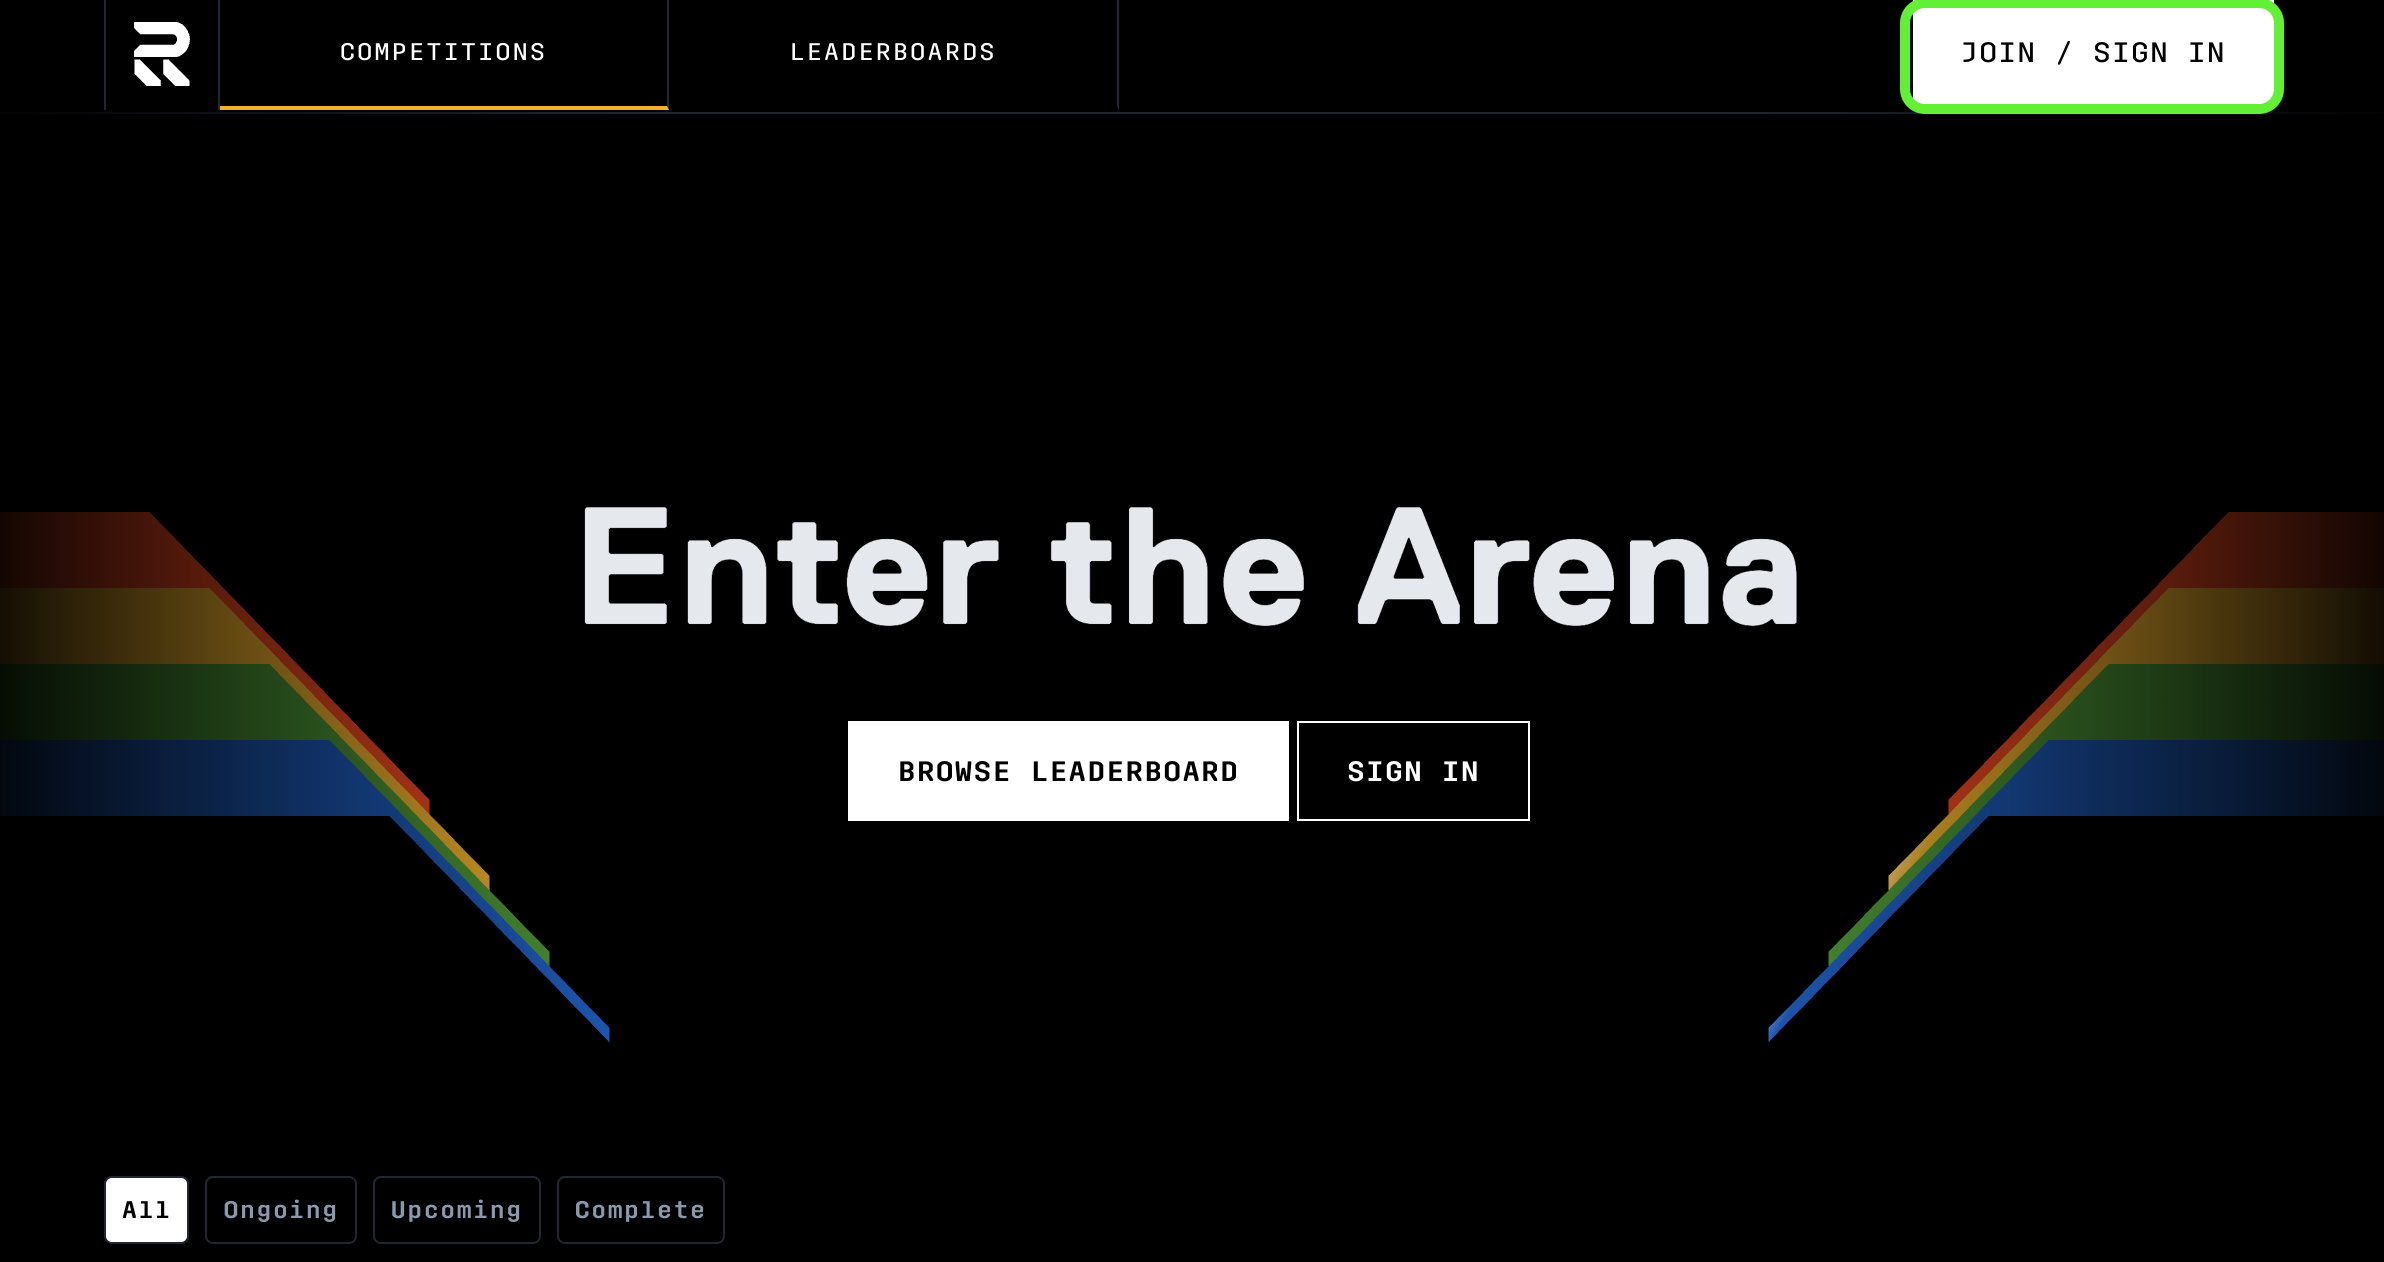 COMPETITIONS
LEADERBOARDS
JOIN / SIGN IN
Enter the Arena
BROWSE LEADERBOARD
SIGN IN
All
Ongoing
Upcoming
Complete